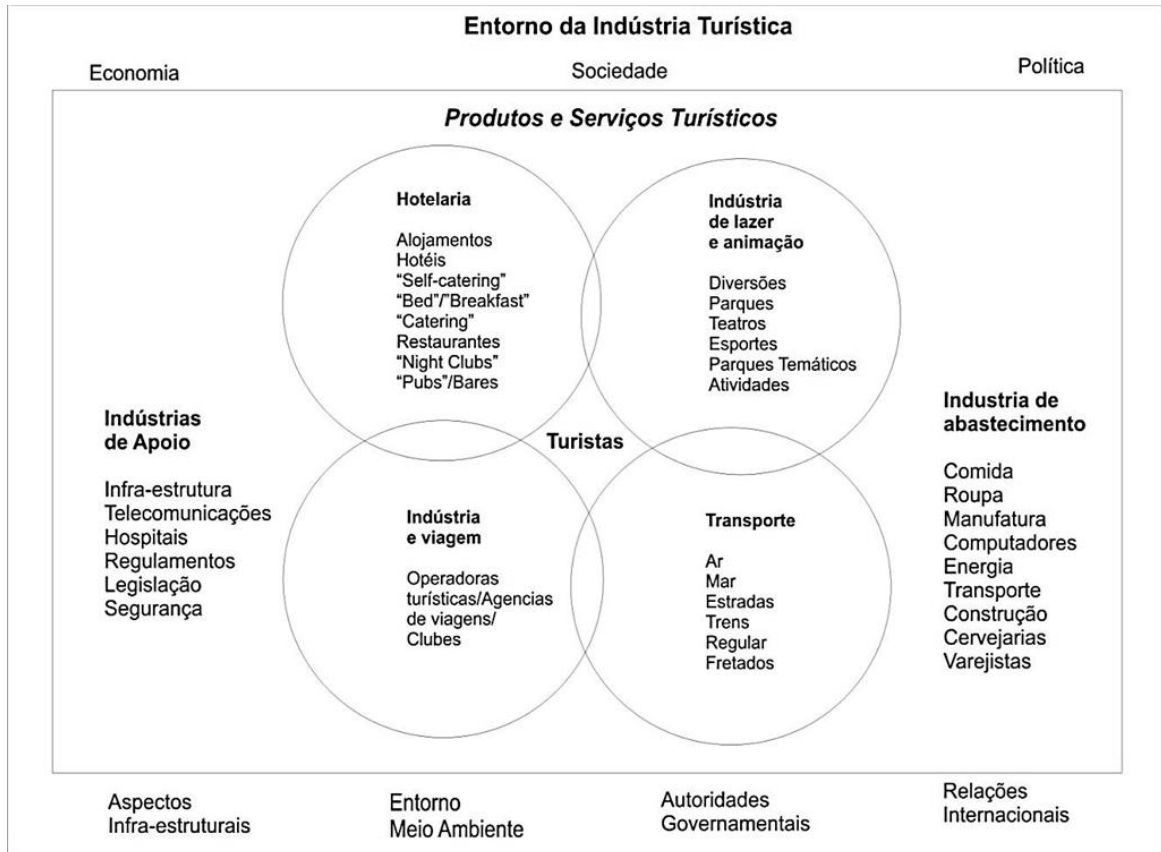 Entorno da Indústria Turística
Economia
Sociedade
Política
Produtos e Serviços Turísticos
Hotelaria
Alojamentos
Hotéis
“Self-catering”
“Bed”/”Breakfast”
“Catering”
Restaurantes
“Night Clubs”
“Pubs”/Bares
Indústria
de lazer
e animação
Diversões
Parques
Teatros
Esportes
Parques Temáticos
Atividades
Indústrias
de Apoio
Infra-estrutura
Telecomunicações
Hospitais
Regulamentos
Legislação
Segurança
Turistas
Industria de
abastecimento
Comida
Roupa
Manufatura
Computadores
Energia
Transporte
Construção
Cervejarias
Varejistas
Indústria
e viagem
Operadoras
turísticas/Agencias
de viagens/
Clubes
Transporte
Ar
Mar
Estradas
Trens
Regular
Fretados
Aspectos
Infra-estruturais
Entorno
Meio Ambiente
Autoridades
Governamentais
Relações
Internacionais